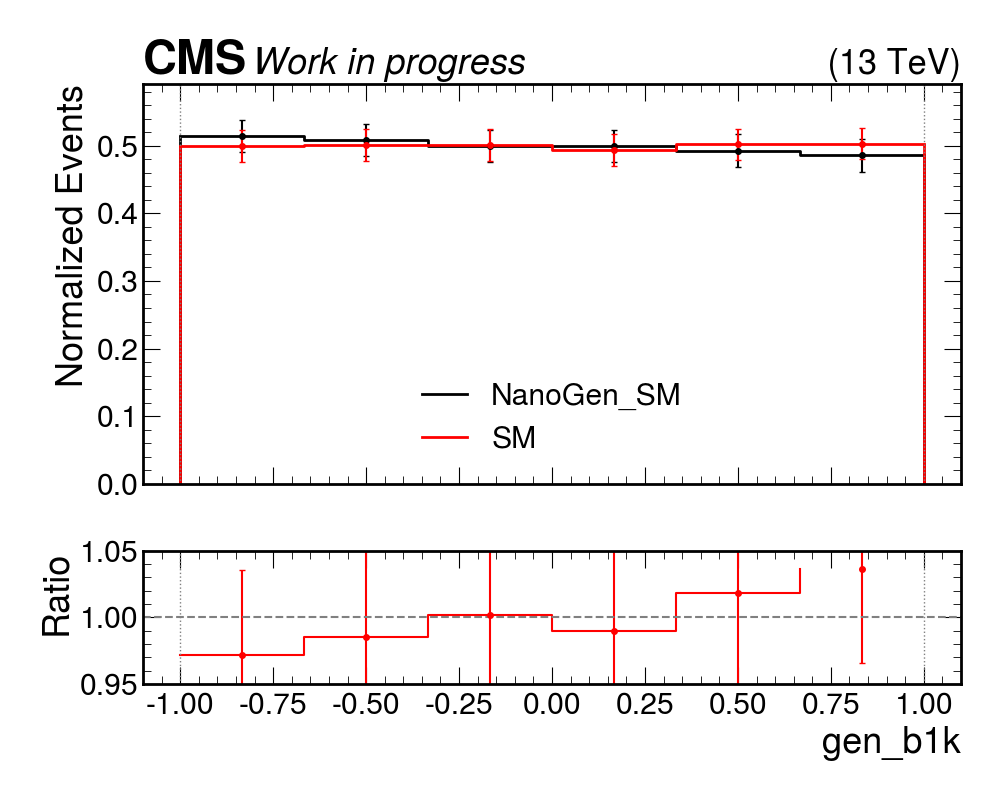 CMS Work in progress (13 TeV)
Normalized Events
0.5
0.4
0.3
0.2
0.1
0.0
NanoGen_SM
SM
Ratio
1.05
1.00
0.95
-1.00 -0.75 -0.50 -0.25 0.00 0.25 0.50 0.75 1.00
gen_b1k